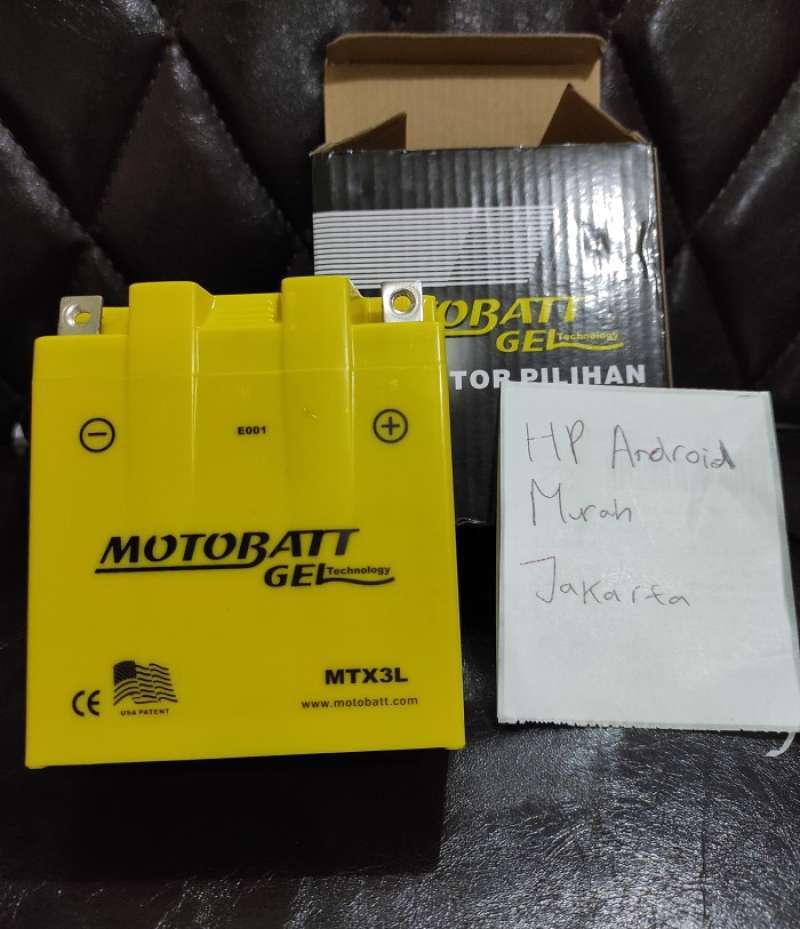 MOTOBATT
GEL Technology
TOR PILIHAN
E001
MOTOBATT
GEL Technology
CE
USA PATENT
MTX3L
www.motobatt.com
HP Android
Murah
Jakarta